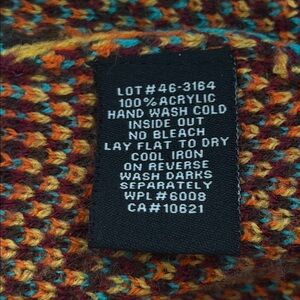 LOT#46-3164
100% ACRYLIC
HAND WASH COLD
INSIDE OUT
NO BLEACH
LAY FLAT TO DRY
COOL IRON
ON REVERSE
WASH DARKS
SEPARATELY
WPL#6008
CA#10621